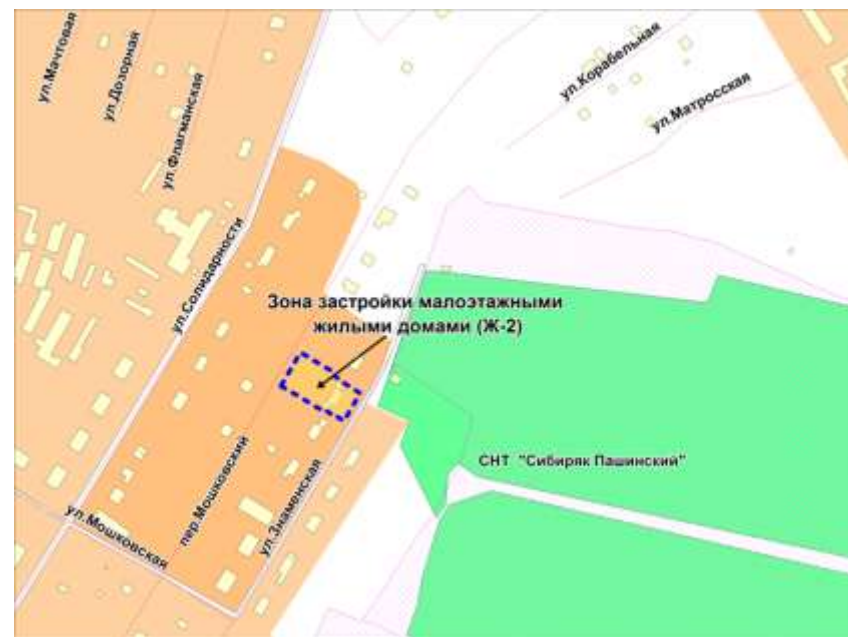 ул.Мачтовая
ул.Дозорная
ул.Флагманская
ул.Корабельная
ул.Матросская
ул.Солидарности
Зона застройки малоэтажными
жилыми домами (Ж-2)
СНТ "Сибиряк Пашинский"
пер.Мошковский
ул.Знаменская
ул.Мошковская